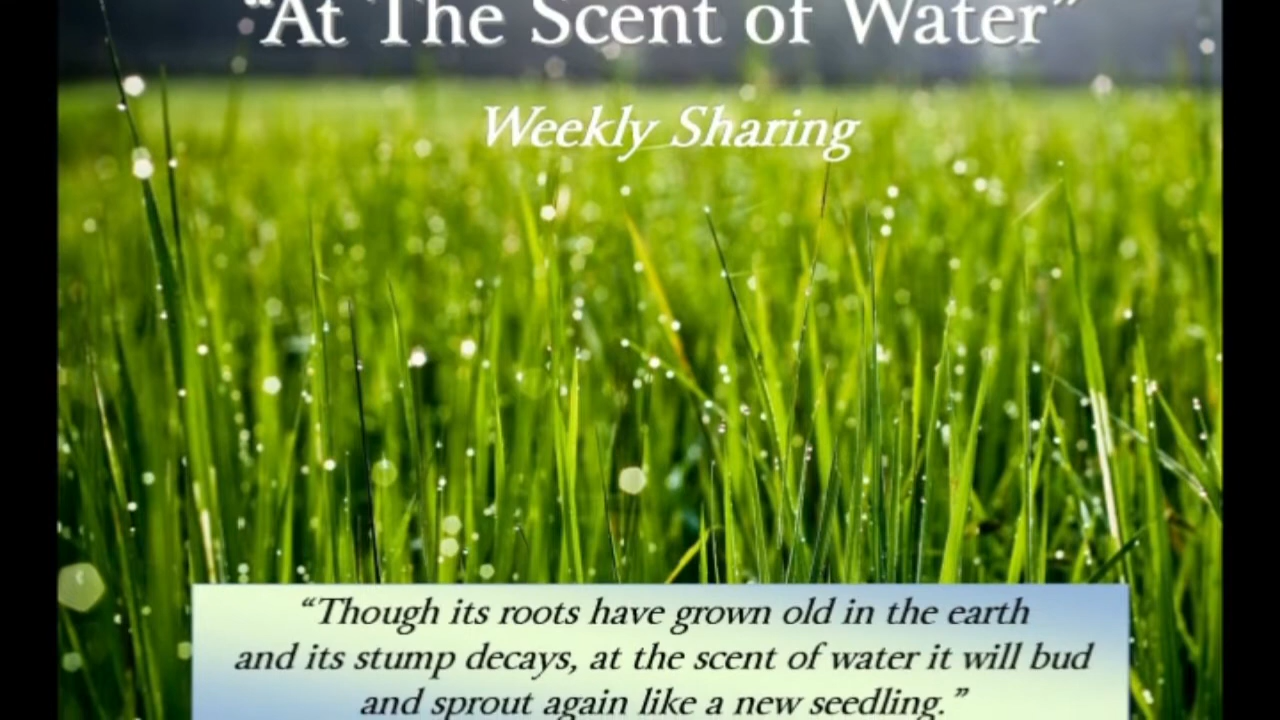 “At The Scent of Water”
Weekly Sharing
“Though its roots have grown old in the earth
and its stump decays, at the scent of water it will bud
and sprout again like a new seedling.”